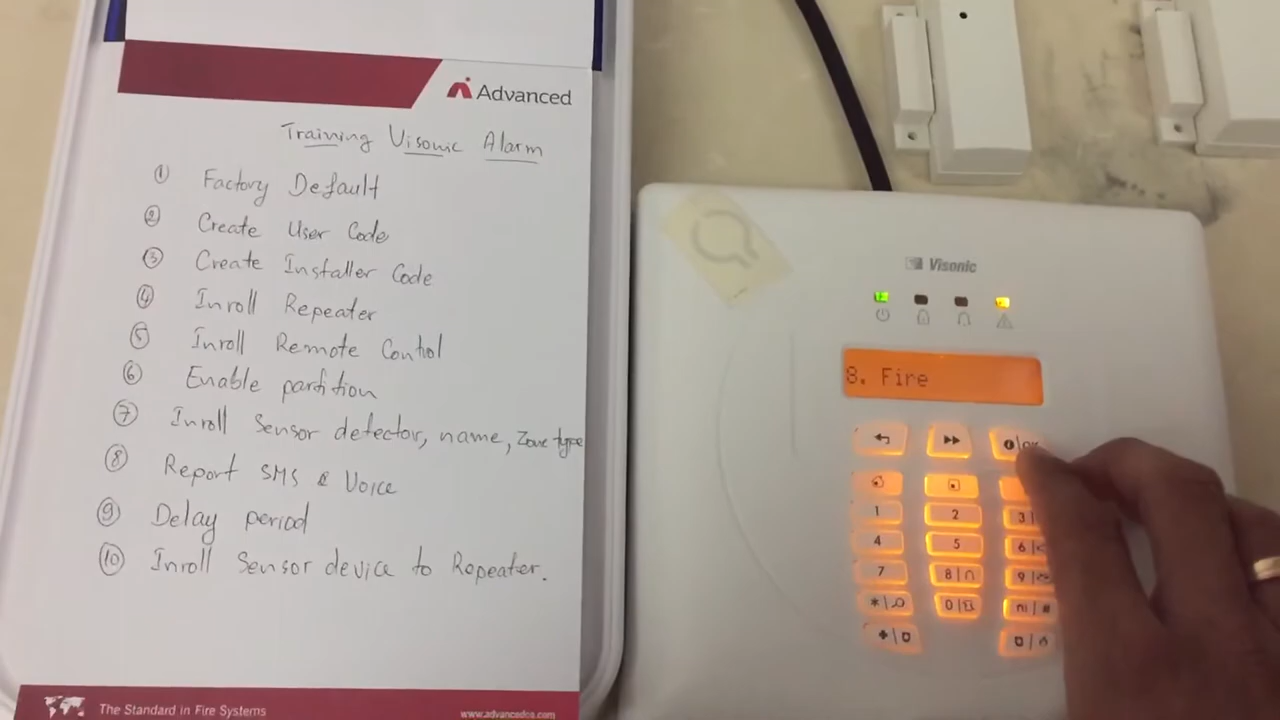 Advanced
Training Visonic Alarm
① Factory Default
② Create User Code
③ Create Installer Code
④ Inroll Repeater
⑤ Inroll Remote Control
⑥ Enable partition
⑦ Inroll Sensor detector, name, Zone type
⑧ Report SMS & Voice
⑨ Delay period
⑩ Inroll Sensor device to Repeater.
The Standard in Fire Systems
www.advancedco.com
Visonic
8. Fire
1 2 3
4 5 6
7 8 9
* 0 #